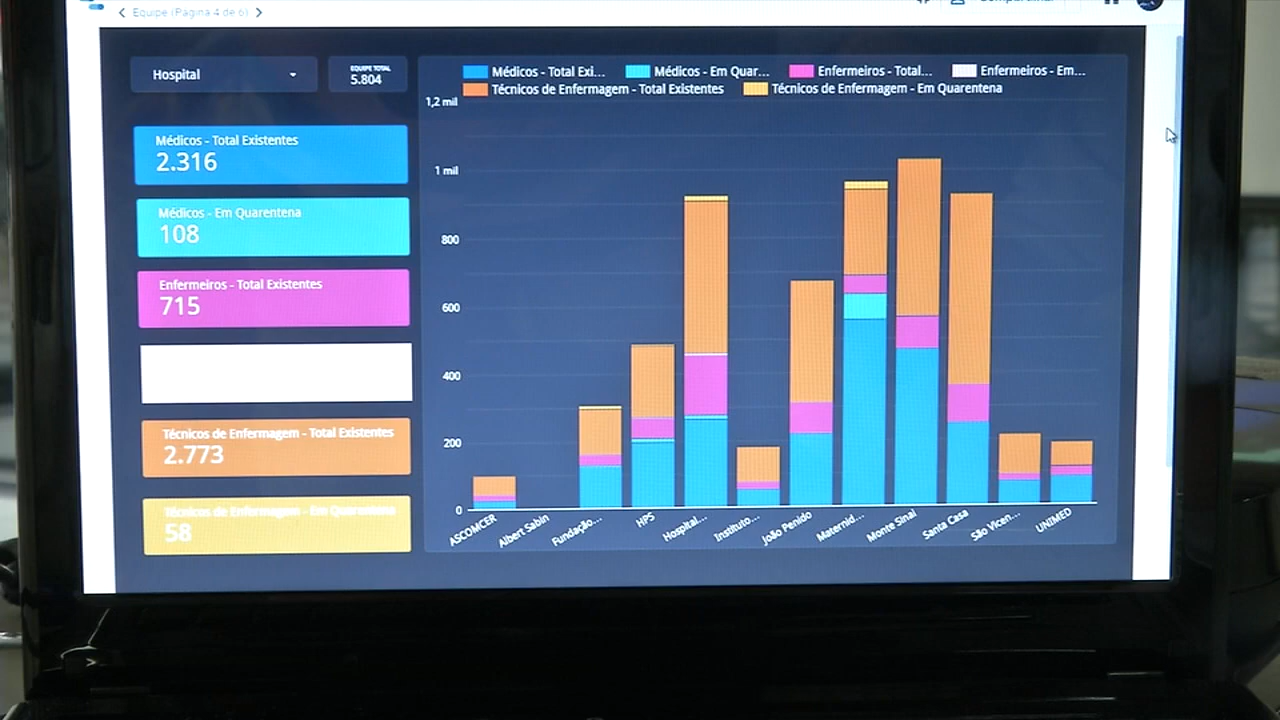 Equipe (Página 4 de 6)
Compartilhar
Hospital
EQUIPE TOTAL
5.804
Médicos - Total Existentes
2.316
Médicos - Em Quarentena
108
Enfermeiros - Total Existentes
715
Técnicos de Enfermagem - Total Existentes
2.773
Técnicos de Enfermagem - Em Quarentena
58
Médicos - Total Exi... Médicos - Em Quar... Enfermeiros - Total... Enfermeiros - Em...
Técnicos de Enfermagem - Total Existentes Técnicos de Enfermagem - Em Quarentena
1,2 mil
1 mil
800
600
400
200
0
ASCOMCER Albert Sabin Fundação... HPS Hospital... Instituto... João Penido Maternid... Monte Sinai Santa Casa São Vicen... UNIMED